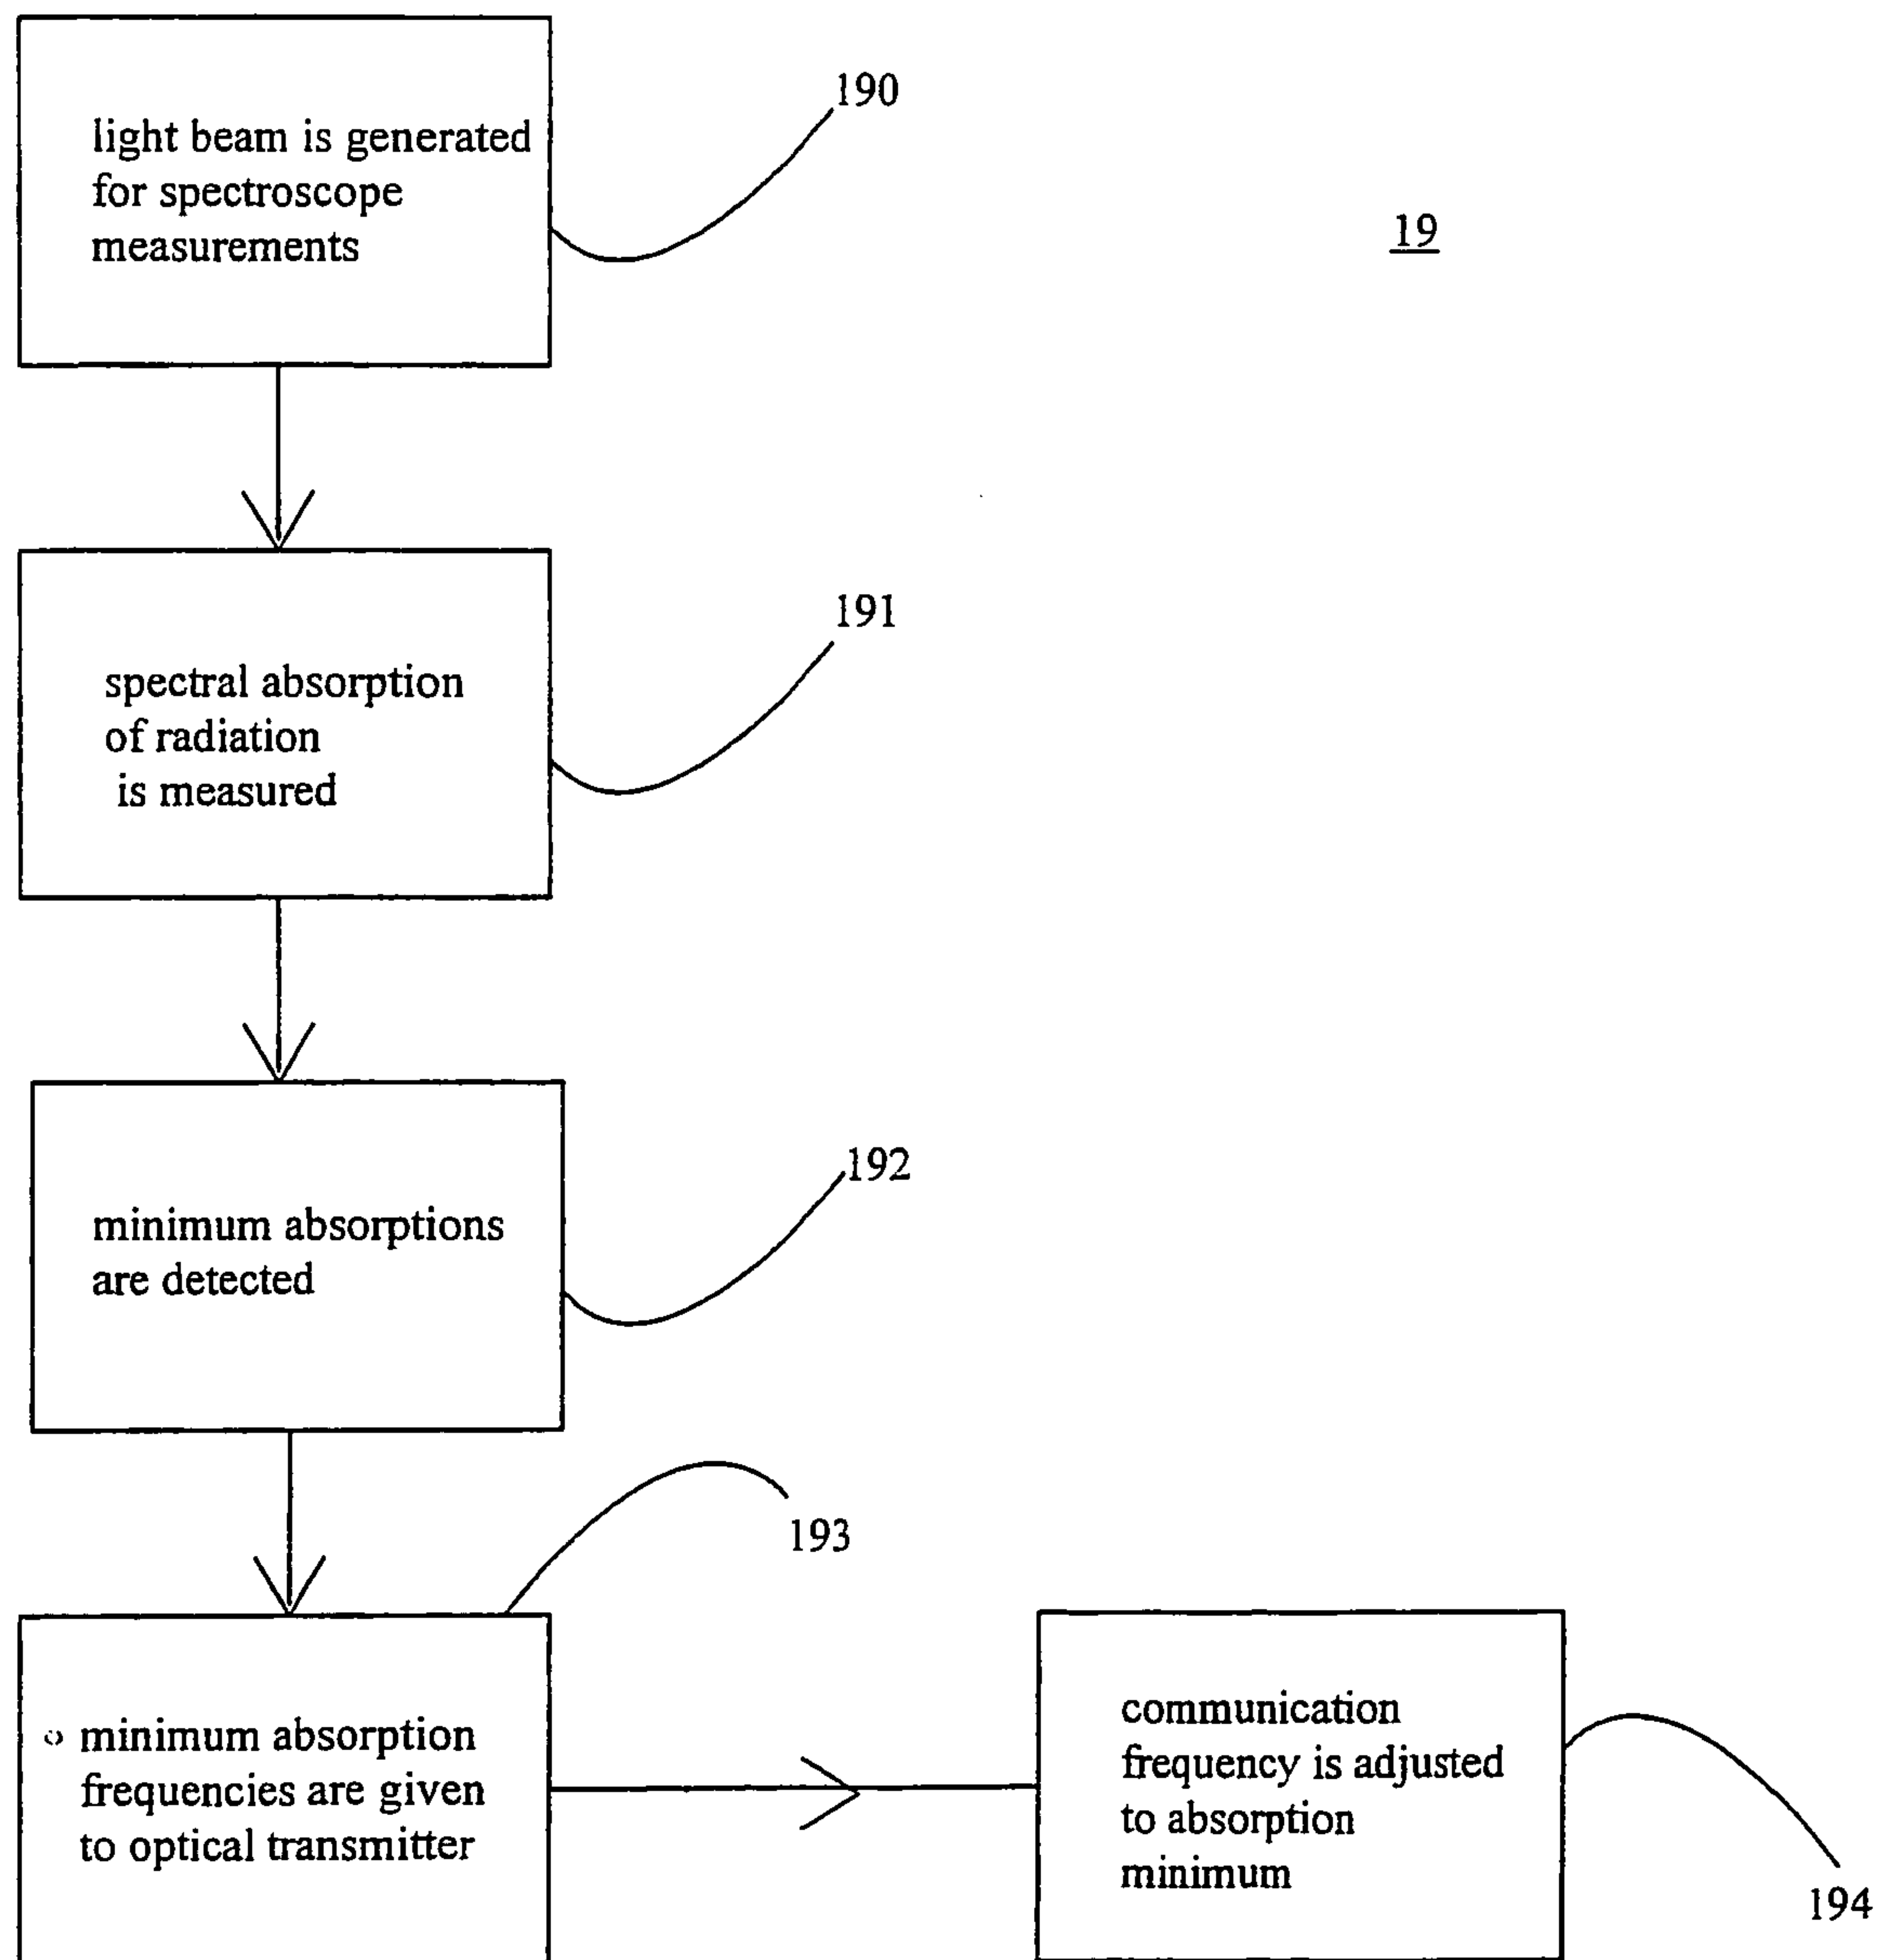 light beam is generated
for spectroscope
measurements
190
19
spectral absorption
of radiation
is measured
191
minimum absorptions
are detected
192
193
minimum absorption
frequencies are given
to optical transmitter
communication
frequency is adjusted
to absorption
minimum
194